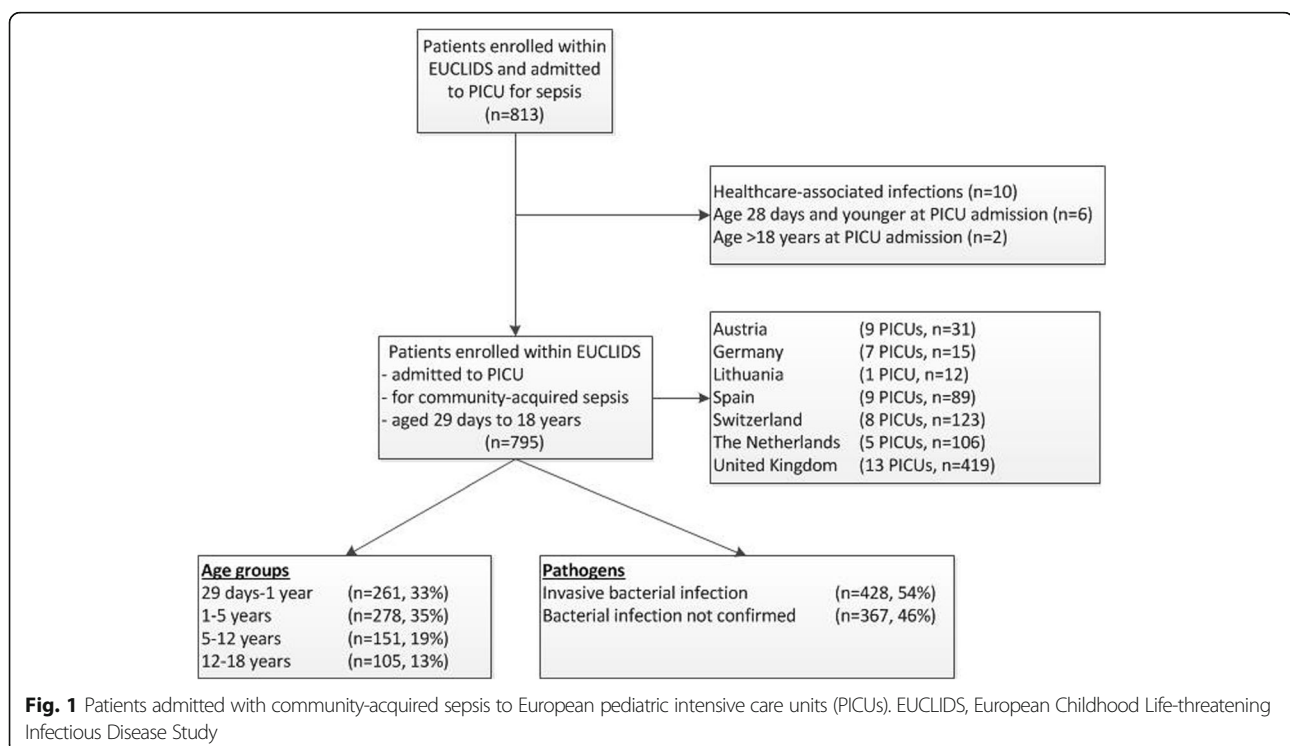 Patients enrolled within
EUCLIDS and admitted
to PICU for sepsis
(n=813)
Healthcare-associated infections (n=10)
Age 28 days and younger at PICU admission (n=6)
Age >18 years at PICU admission (n=2)
Patients enrolled within EUCLIDS
- admitted to PICU
- for community-acquired sepsis
- aged 29 days to 18 years
(n=795)
Austria (9 PICUs, n=31)
Germany (7 PICUs, n=15)
Lithuania (1 PICU, n=12)
Spain (9 PICUs, n=89)
Switzerland (8 PICUs, n=123)
The Netherlands (5 PICUs, n=106)
United Kingdom (13 PICUs, n=419)
Age groups
29 days-1 year (n=261, 33%)
1-5 years (n=278, 35%)
5-12 years (n=151, 19%)
12-18 years (n=105, 13%)
Pathogens
Invasive bacterial infection (n=428, 54%)
Bacterial infection not confirmed (n=367, 46%)
Fig. 1 Patients admitted with community-acquired sepsis to European pediatric intensive care units (PICUs). EUCLIDS, European Childhood Life-threatening
Infectious Disease Study